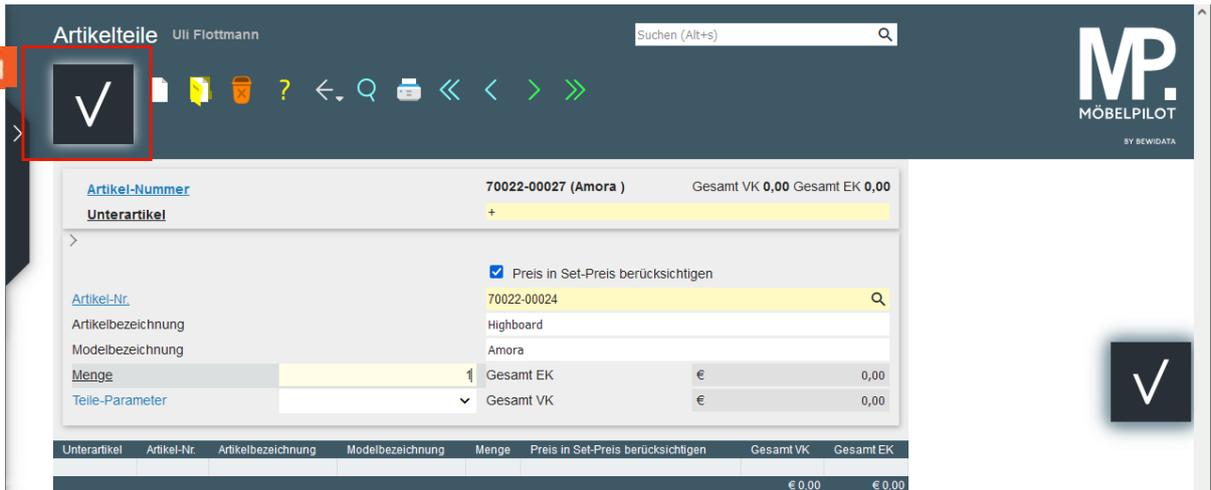 Artikelteile Uli Flottmann Suchen (Alt+s)
MP.
MÖBELPILOT
BY BEWIDATA
Artikel-Nummer 70022-00027 (Amora ) Gesamt VK 0,00 Gesamt EK 0,00
Unterartikel +
Preis in Set-Preis berücksichtigen
Artikel-Nr. 70022-00024
Artikelbezeichnung Highboard
Modelbezeichnung Amora
Menge 1 Gesamt EK € 0,00
Teile-Parameter Gesamt VK € 0,00
Unterartikel Artikel-Nr. Artikelbezeichnung Modelbezeichnung Menge Preis in Set-Preis berücksichtigen Gesamt VK Gesamt EK
€ 0,00 € 0,00